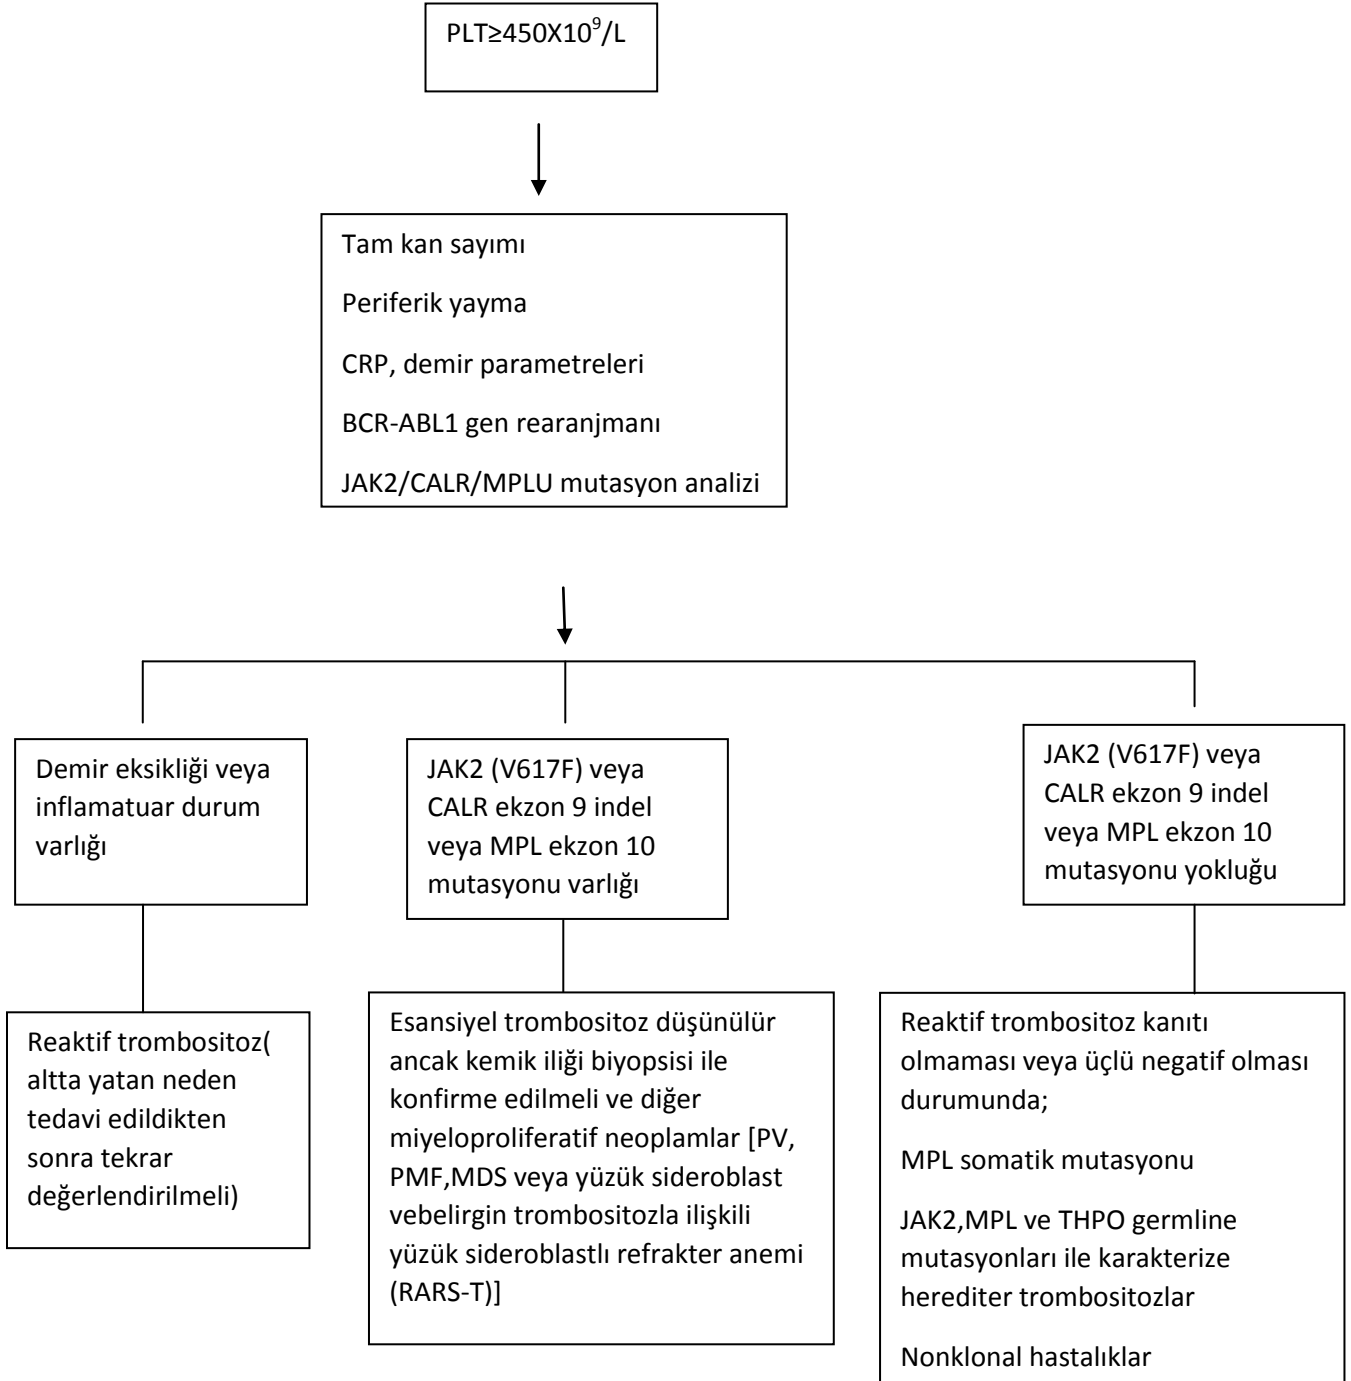 PLT≥450X10⁹/L
Tam kan sayımı
Periferik yayma
CRP, demir parametreleri
BCR-ABL1 gen rearanjmanı
JAK2/CALR/MPLU mutasyon analizi
Demir eksikliği veya
inflamatuar durum
varlığı
JAK2 (V617F) veya
CALR ekzon 9 indel
veya MPL ekzon 10
mutasyonu varlığı
JAK2 (V617F) veya
CALR ekzon 9 indel
veya MPL ekzon 10
mutasyonu yokluğu
Reaktif trombositoz(
altta yatan neden
tedavi edildikten
sonra tekrar
değerlendirilmeli)
Esansiyel trombositoz düşünülür
ancak kemik iliği biyopsisi ile
konfirme edilmeli ve diğer
miyeloproliferatif neoplamlar [PV,
PMF,MDS veya yüzük sideroblast
vebelirgin trombositozla ilişkili
yüzük sideroblastlı refrakter anemi
(RARS-T)]
Reaktif trombositoz kanıtı
olmaması veya üçlü negatif olması
durumunda;
MPL somatik mutasyonu
JAK2,MPL ve THPO germline
mutasyonları ile karakterize
herediter trombositozlar
Nonklonal hastalıklar